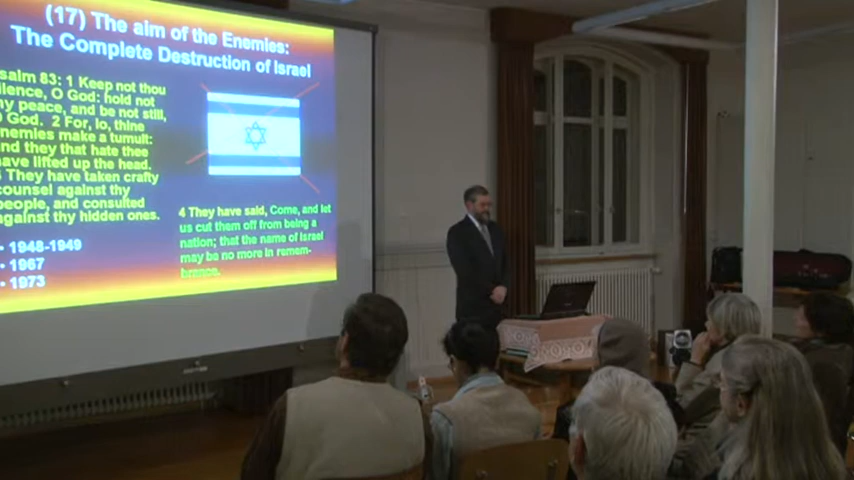 (17) The aim of the Enemies:
The Complete Destruction of Israel
salm 83: 1 Keep not thou
ilence, O God: hold not
hy peace, and be not still,
O God. 2 For, lo, thine
enemies make a tumult:
and they that hate thee
have lifted up the head.
They have taken crafty
counsel against thy
people, and consulted
against thy hidden ones.
• 1948-1949
• 1967
• 1973
4 They have said, Come, and let
us cut them off from being a
nation; that the name of Israel
may be no more in remem-
brance.